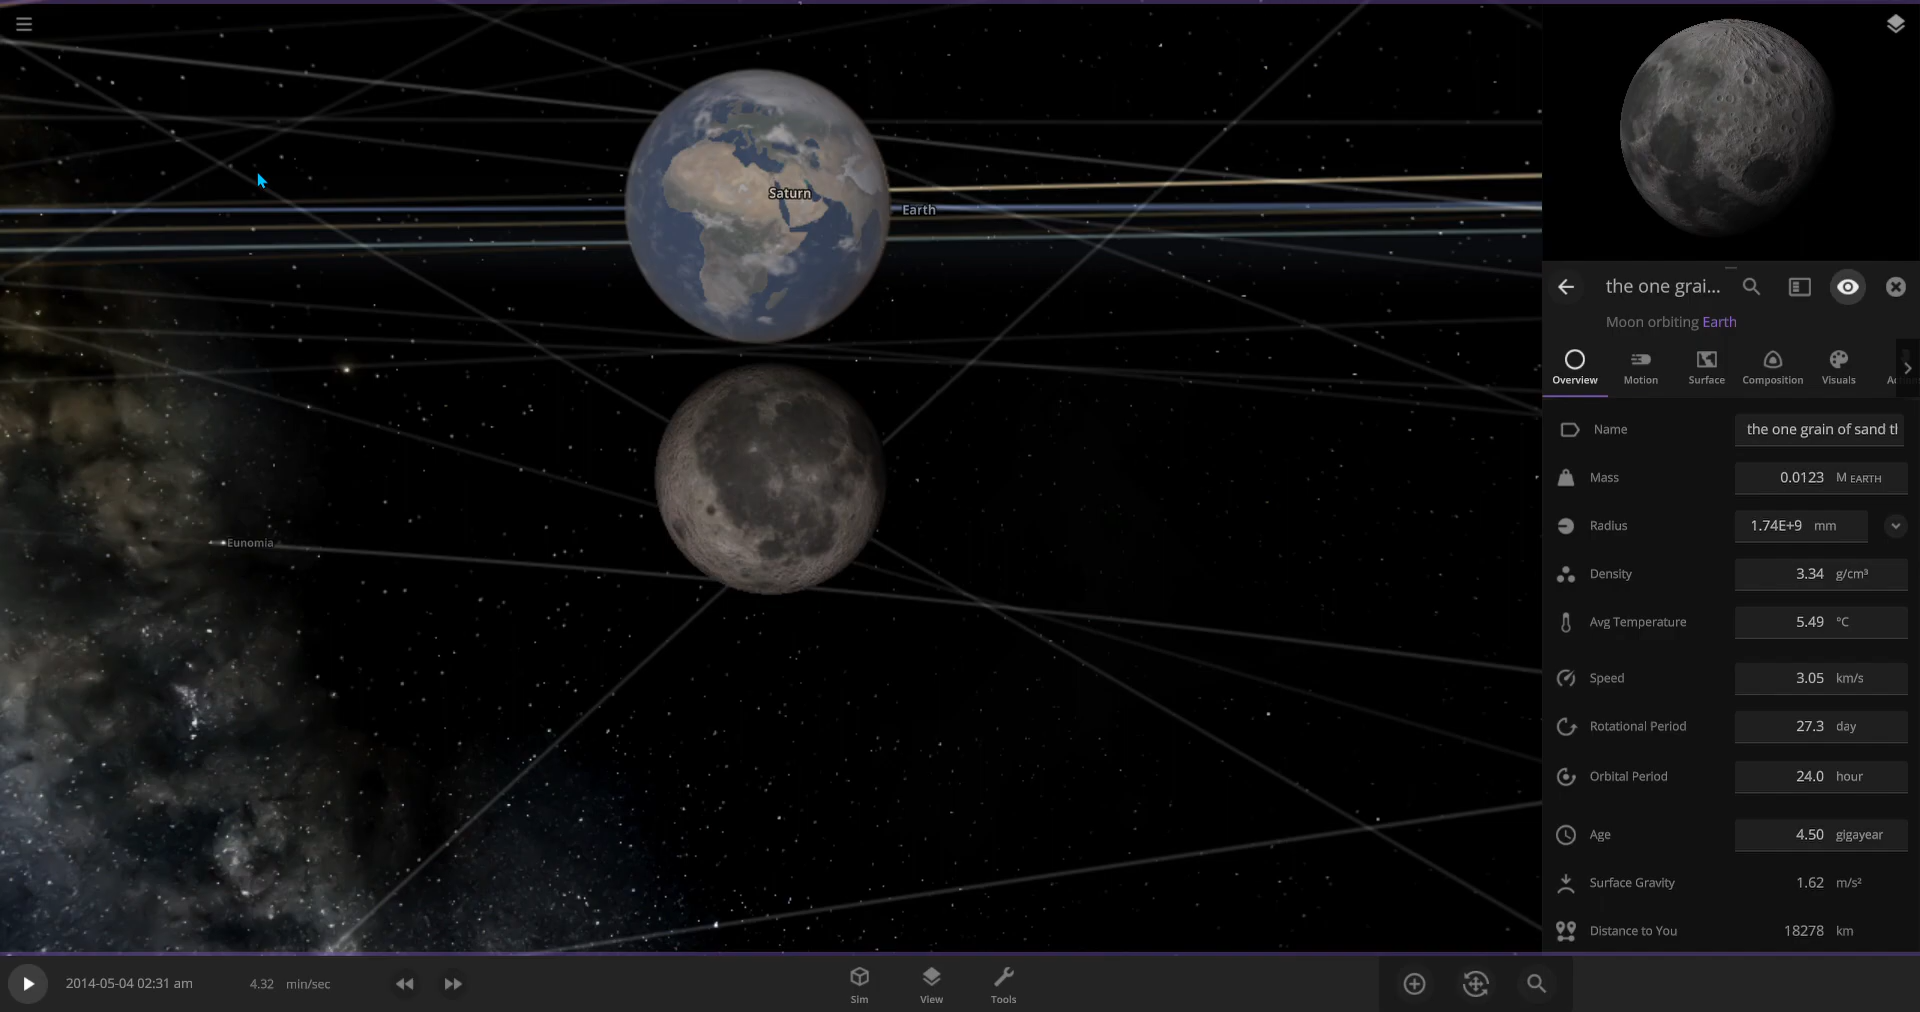 Saturn
Earth
Eunomia
the one grai...
Moon orbiting Earth
Overview
Motion
Surface
Composition
Visuals
Name
the one grain of sand
Mass
0.0123 M EARTH
Radius
1.74E+9 mm
Density
3.34 g/cm³
Avg Temperature
5.49 °C
Speed
3.05 km/s
Rotational Period
27.3 day
Orbital Period
24.0 hour
Age
4.50 gigayear
Surface Gravity
1.62 m/s²
Distance to You
18278 km
2014-05-04 02:31 am
4.32 min/sec
Sim
View
Tools